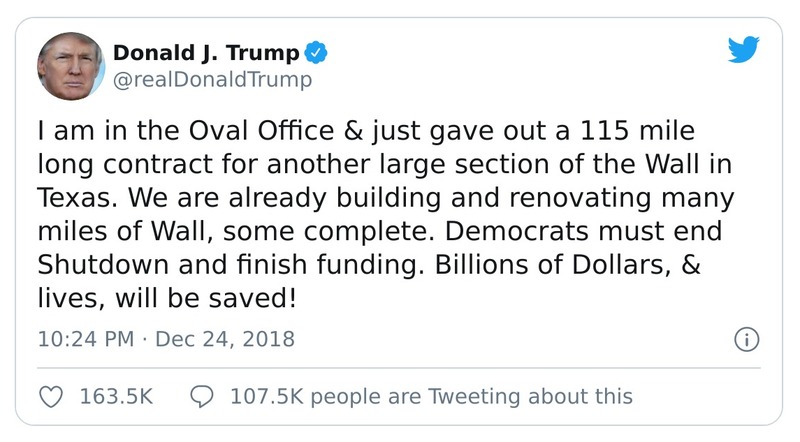 Donald J. Trump
@realDonaldTrump
I am in the Oval Office & just gave out a 115 mile
long contract for another large section of the Wall in
Texas. We are already building and renovating many
miles of Wall, some complete. Democrats must end
Shutdown and finish funding. Billions of Dollars, &
lives, will be saved!
10:24 PM · Dec 24, 2018
163.5K 107.5K people are Tweeting about this